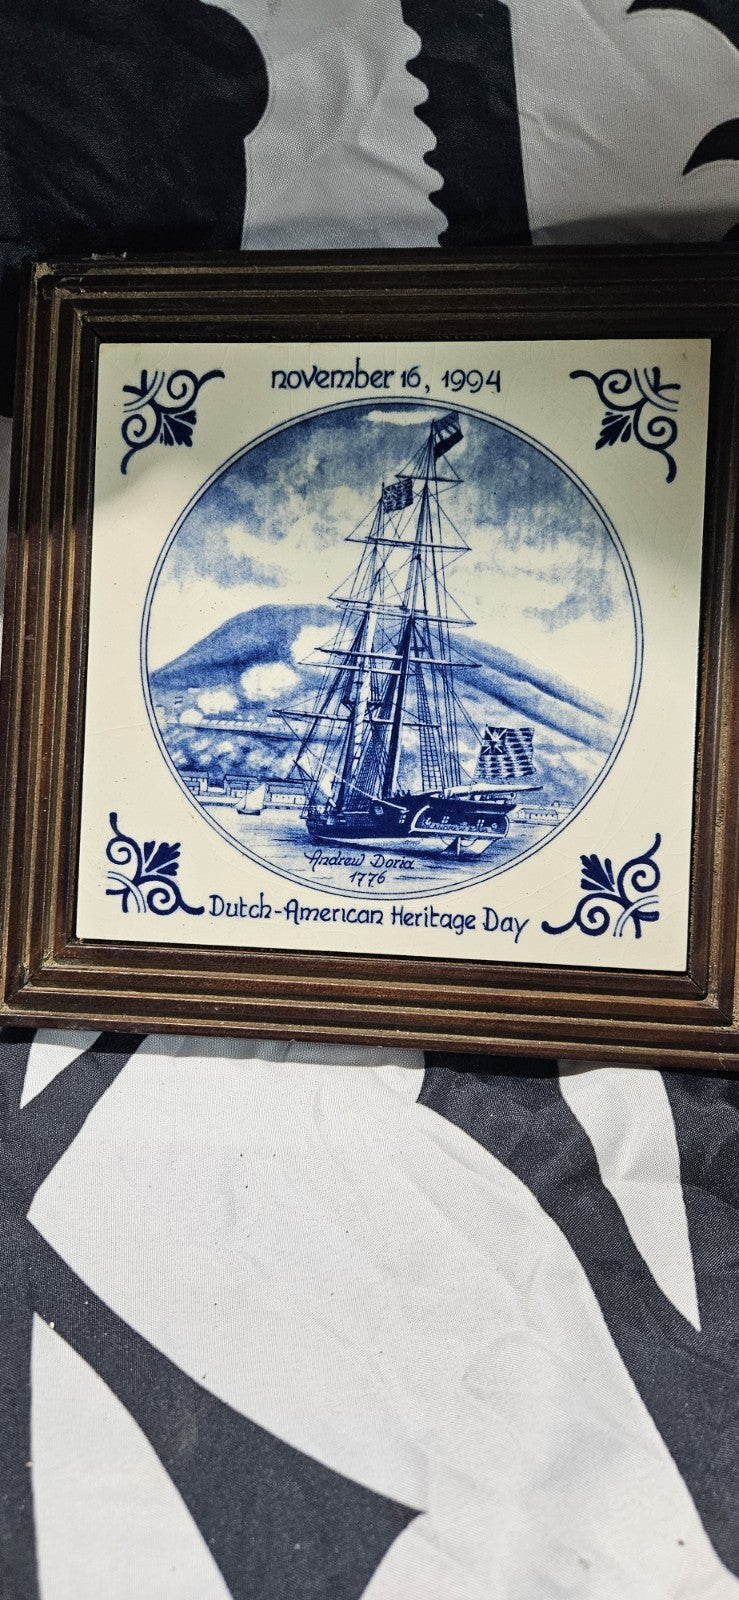 november 16, 1994
Andrew Doria
1776
Dutch-American Heritage Day